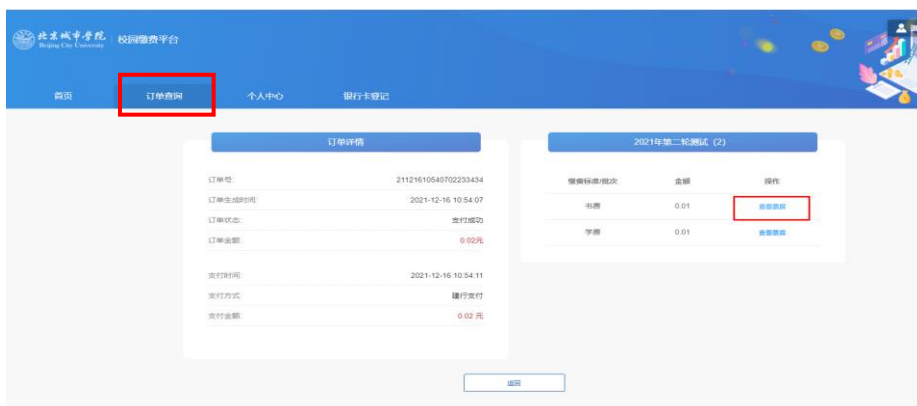 北京城市学院 校园缴费平台
Beijing City University
首页 订单查询 个人中心 银行卡登记
订单详情
订单号: 21121610540702233434
订单生成时间: 2021-12-16 10:54:07
订单状态: 支付成功
订单金额: 0.02元
支付时间: 2021-12-16 10:54:11
支付方式: 建行支付
支付金额: 0.02 元
2021年第二轮测试 (2)
缴费标准/批次 金额 操作
书费 0.01 查看票据
学费 0.01 查看票据
返回